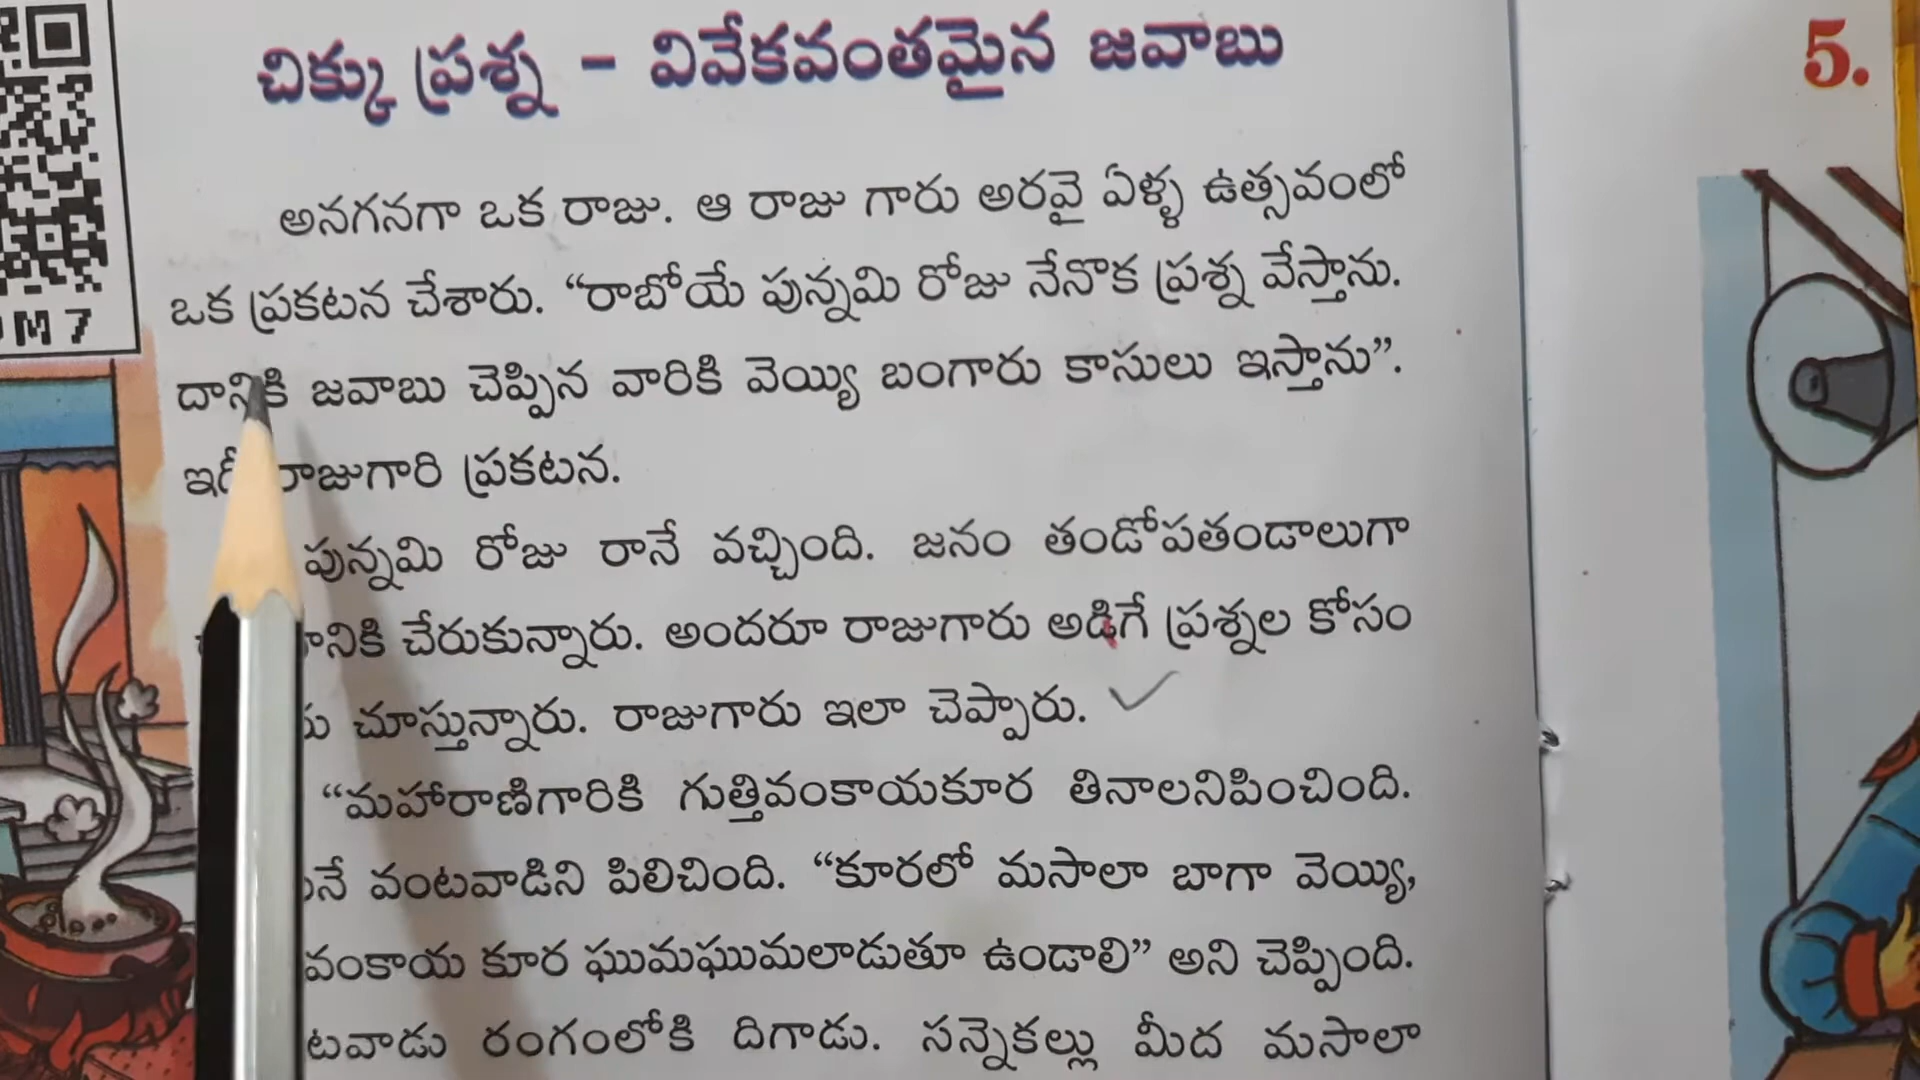 చిక్కు ప్రశ్న – వివేకవంతమైన జవాబు
5.
అనగనగా ఒక రాజు. ఆ రాజు గారు అరవై ఏళ్ళ ఉత్సవంలో
ఒక ప్రకటన చేశారు. “రాబోయే పున్నమి రోజు నేనొక ప్రశ్న వేస్తాను.
M7
దానికి జవాబు చెప్పిన వారికి వెయ్యి బంగారు కాసులు ఇస్తాను”.
రాజుగారి ప్రకటన.
పున్నమి రోజు రానే వచ్చింది. జనం తండోపతండాలుగా
చేరుకున్నారు. అందరూ రాజుగారు అడిగే ప్రశ్నల కోసం
చూస్తున్నారు. రాజుగారు ఇలా చెప్పారు.
“మహారాణిగారికి గుత్తివంకాయకూర తినాలనిపించింది.
వంటవాడిని పిలిచింది. “కూరలో మసాలా బాగా వెయ్యి,
వంకాయ కూర ఘుమఘుమలాడుతూ ఉండాలి” అని చెప్పింది.
రంగంలోకి దిగాడు. సన్నెకల్లు మీద మసాలా